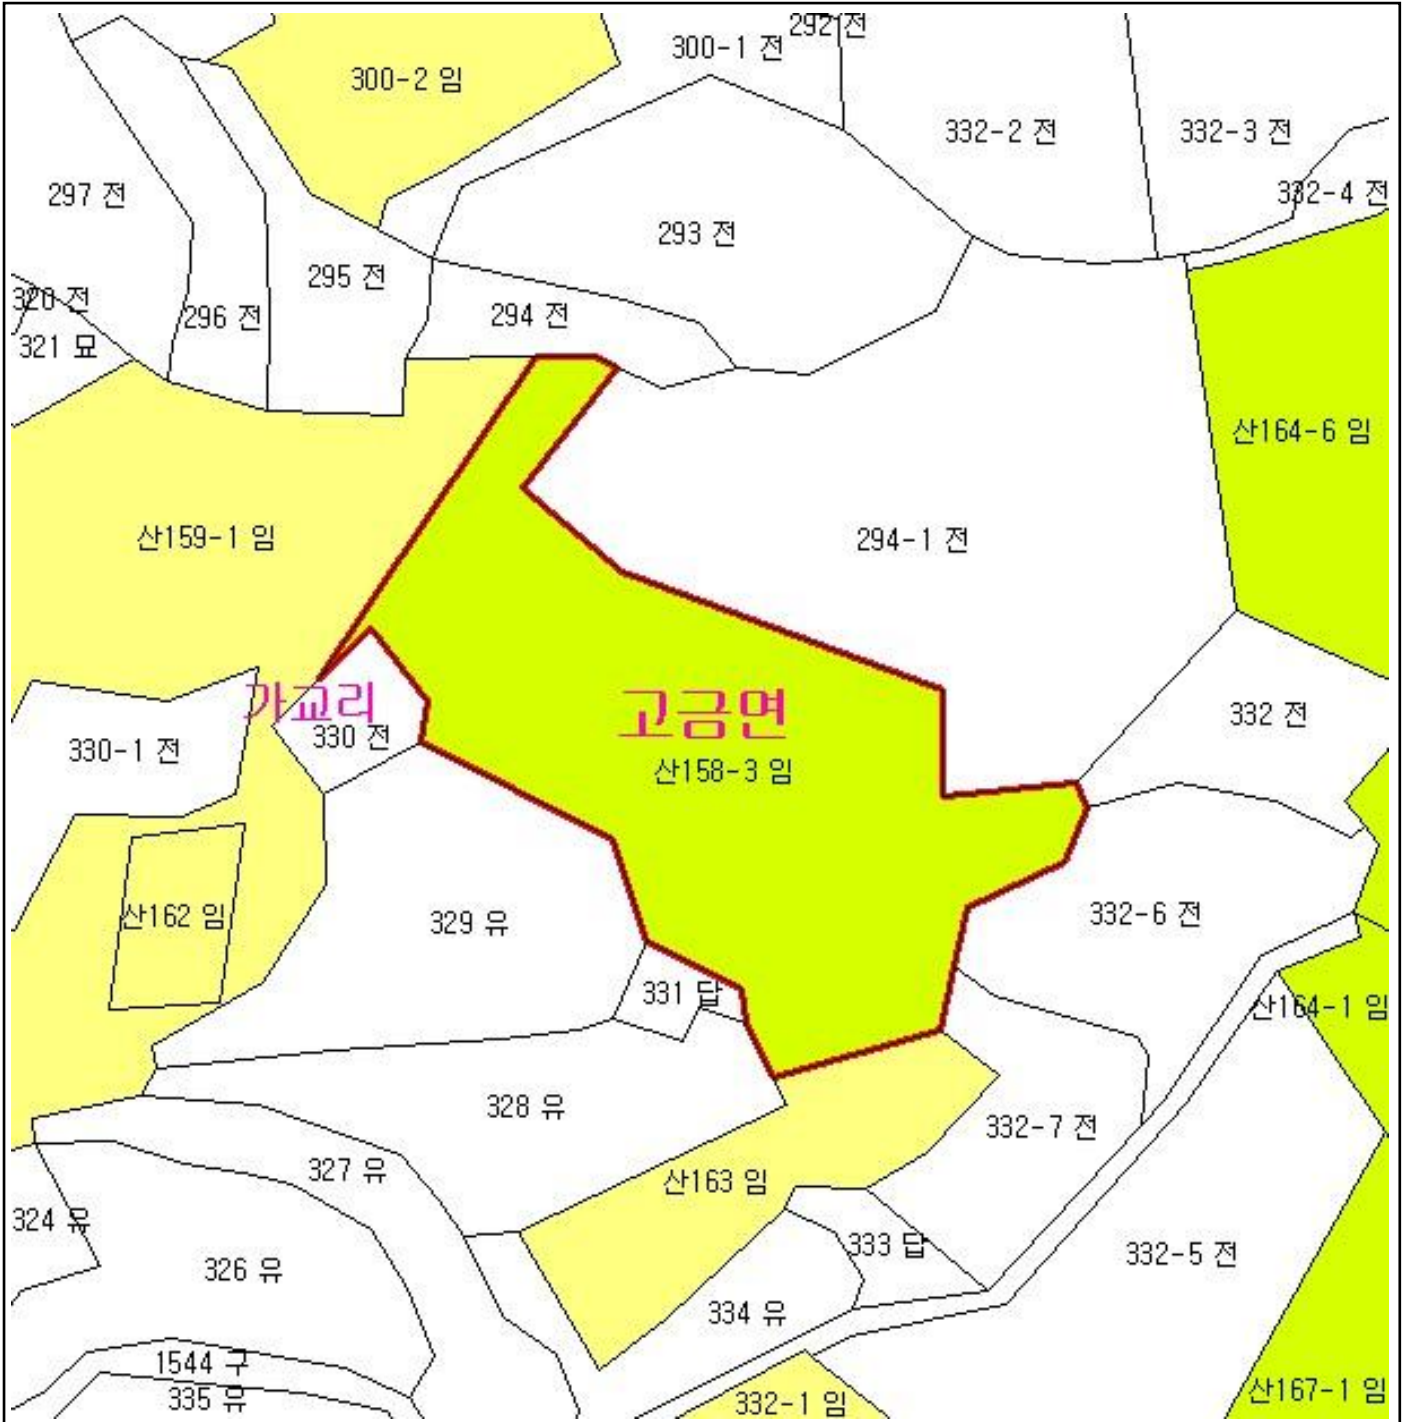 292 전
300-1 전
300-2 임
332-2 전
332-3 전
332-4 전
297 전
293 전
295 전
320 전
296 전
294 전
321 묘
산164-6 임
산159-1 임
294-1 전
가교리
고금면
330 전
332 전
330-1 전
산158-3 임
산162 임
329 유
332-6 전
331 답
산164-1 임
328 유
332-7 전
327 유
산163 임
324 유
333 답
332-5 전
326 유
334 유
1544 구
335 유
332-1 임
산167-1 임